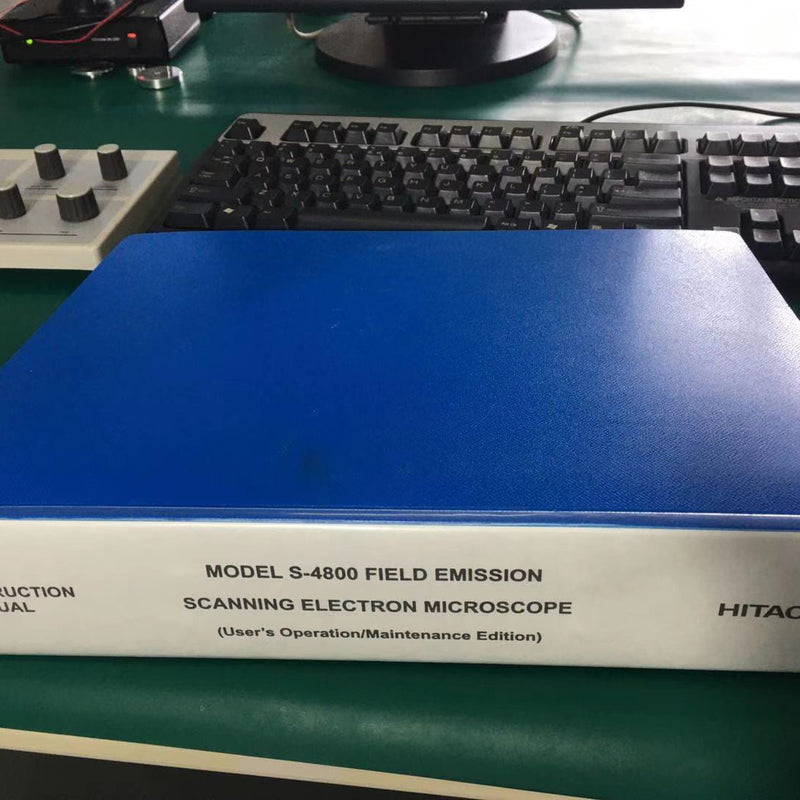 RUCTION
UAL
MODEL S-4800 FIELD EMISSION
SCANNING ELECTRON MICROSCOPE
(User's Operation/Maintenance Edition)
HITAC